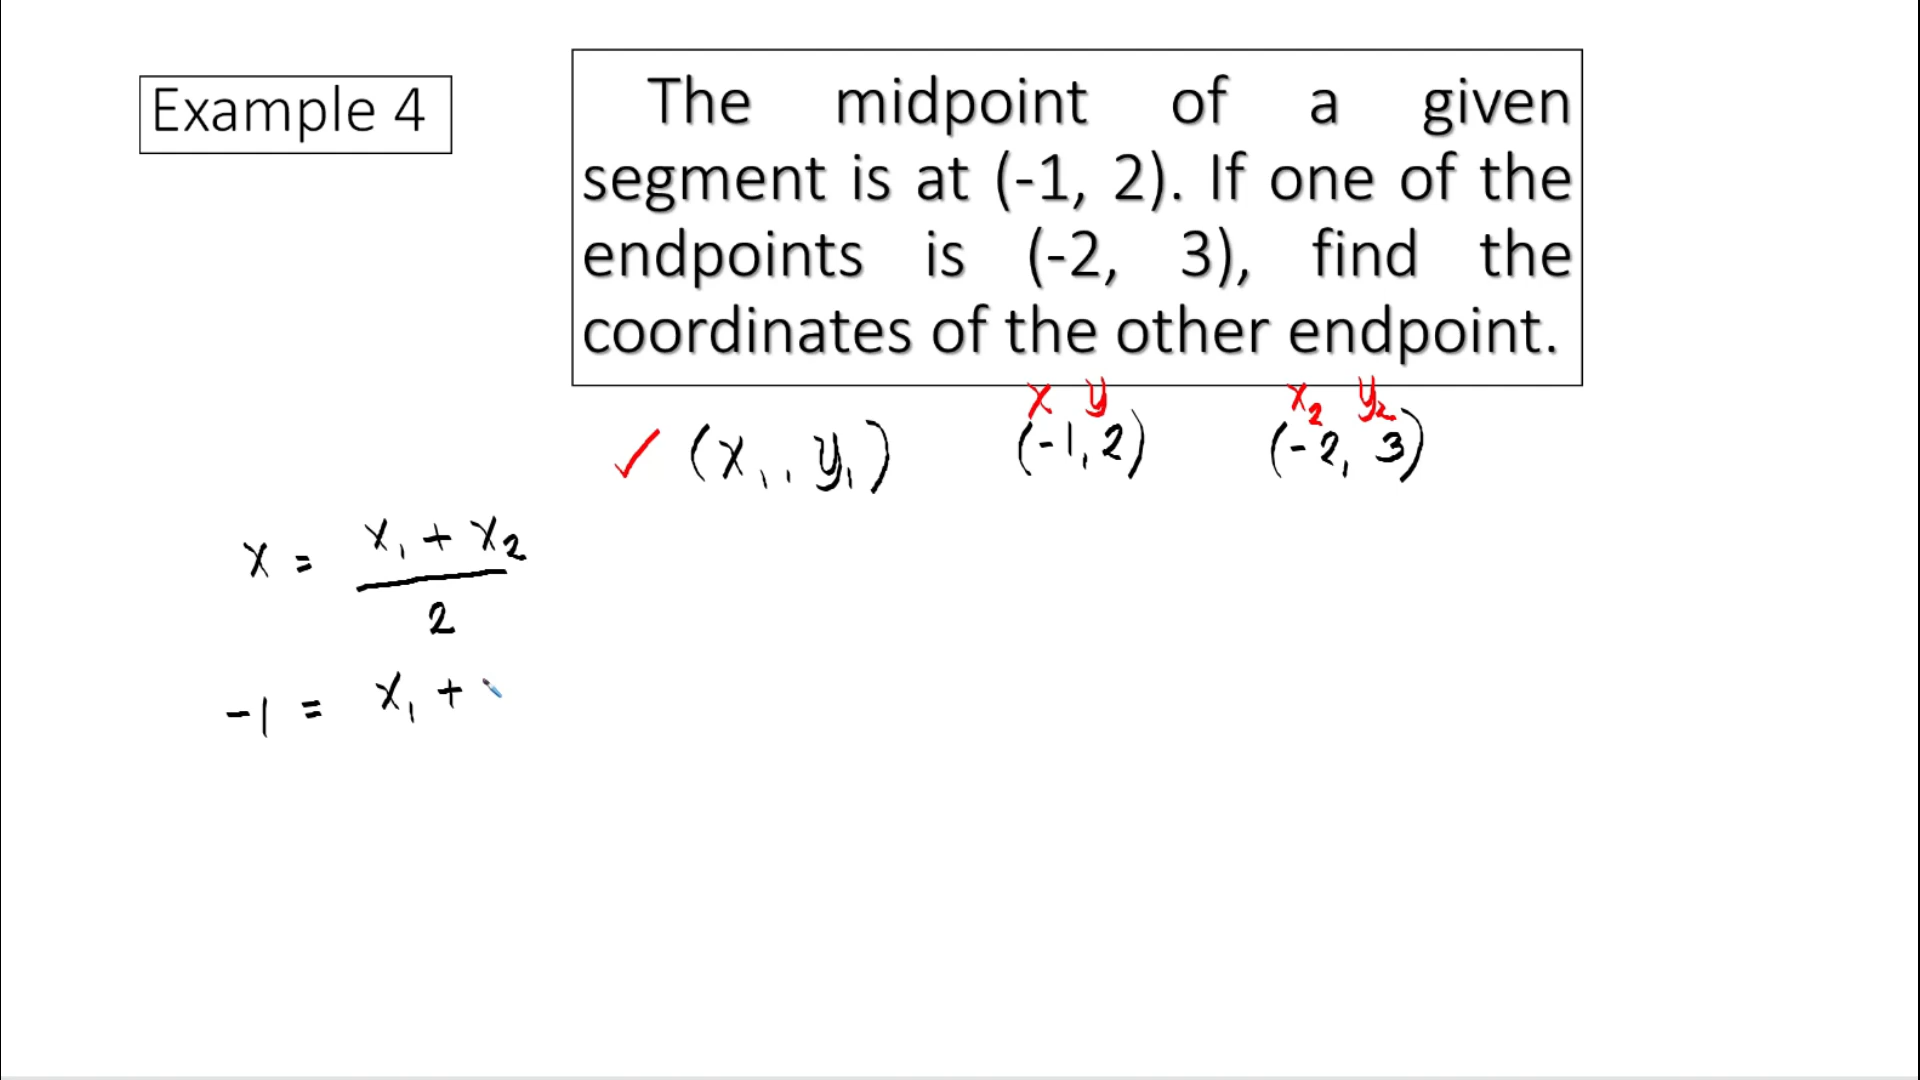 Example 4
The midpoint of a given
segment is at (-1, 2). If one of the
endpoints is (-2, 3), find the
coordinates of the other endpoint.
x y x₂ y₂
✓ (x₁, y₁) (-1, 2) (-2, 3)
x = x₁ + x₂
2
-1 = x₁ +